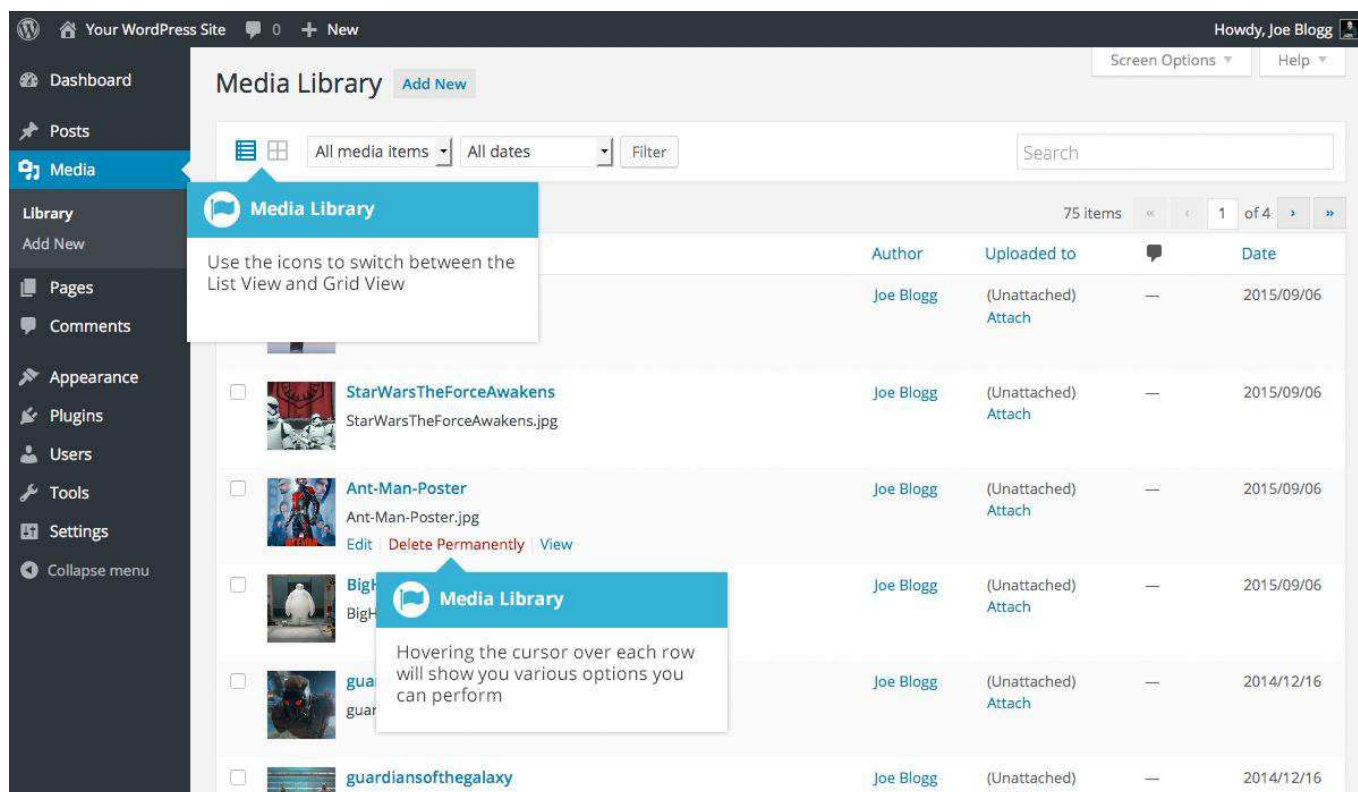 Your WordPress Site 0 + New Howdy, Joe Blogg
Screen Options Help
Dashboard
Posts
Media
Library
Add New
Pages
Comments
Appearance
Plugins
Users
Tools
Settings
Collapse menu
Media Library Add New
All media items All dates Filter Search
75 items « ‹ 1 of 4 › »
Media Library
Use the icons to switch between the
List View and Grid View
Author Uploaded to Date
Joe Blogg (Unattached) — 2015/09/06
Attach
StarWarsTheForceAwakens Joe Blogg (Unattached) — 2015/09/06
StarWarsTheForceAwakens.jpg Attach
Ant-Man-Poster Joe Blogg (Unattached) — 2015/09/06
Ant-Man-Poster.jpg Attach
Edit | Delete Permanently | View
BigH Joe Blogg (Unattached) — 2015/09/06
BigH Attach
Media Library
Hovering the cursor over each row
will show you various options you
can perform
gua Joe Blogg (Unattached) — 2014/12/16
guar Attach
guardiansofthegalaxy Joe Blogg (Unattached) — 2014/12/16